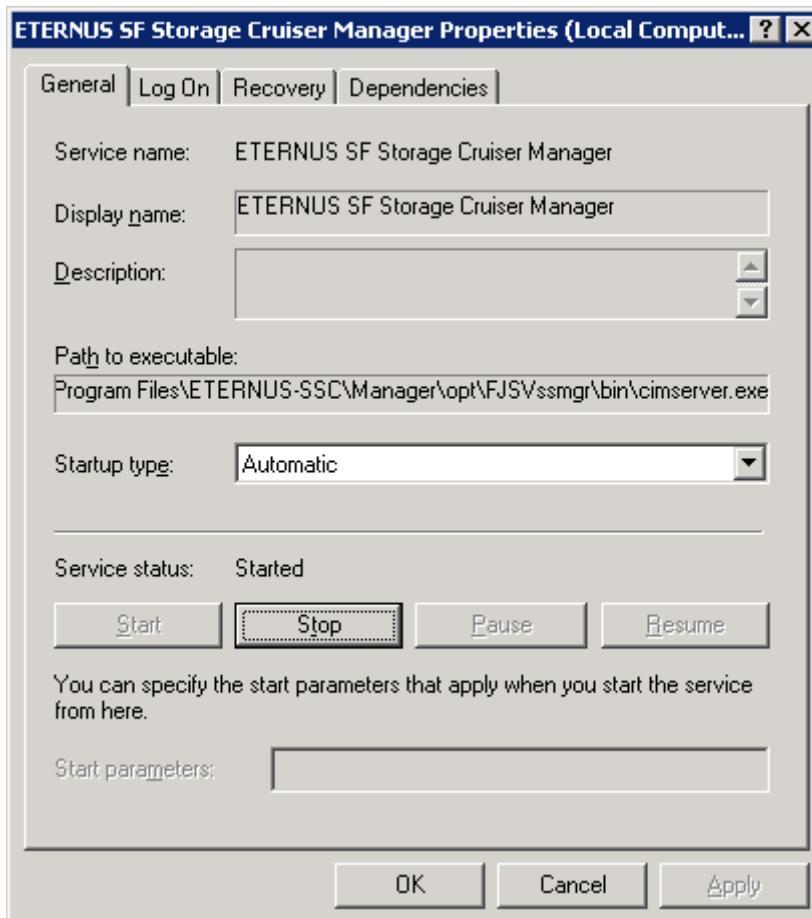 ETERNUS SF Storage Cruiser Manager Properties (Local Comput... ? X
General Log On Recovery Dependencies
Service name: ETERNUS SF Storage Cruiser Manager
Display name: ETERNUS SF Storage Cruiser Manager
Description:
Path to executable:
Program Files\ETERNUS-SSC\Manager\opt\FJSVssmgr\bin\cimserver.exe
Startup type: Automatic
Service status: Started
Start Stop Pause Resume
You can specify the start parameters that apply when you start the service
from here.
Start parameters:
OK Cancel Apply